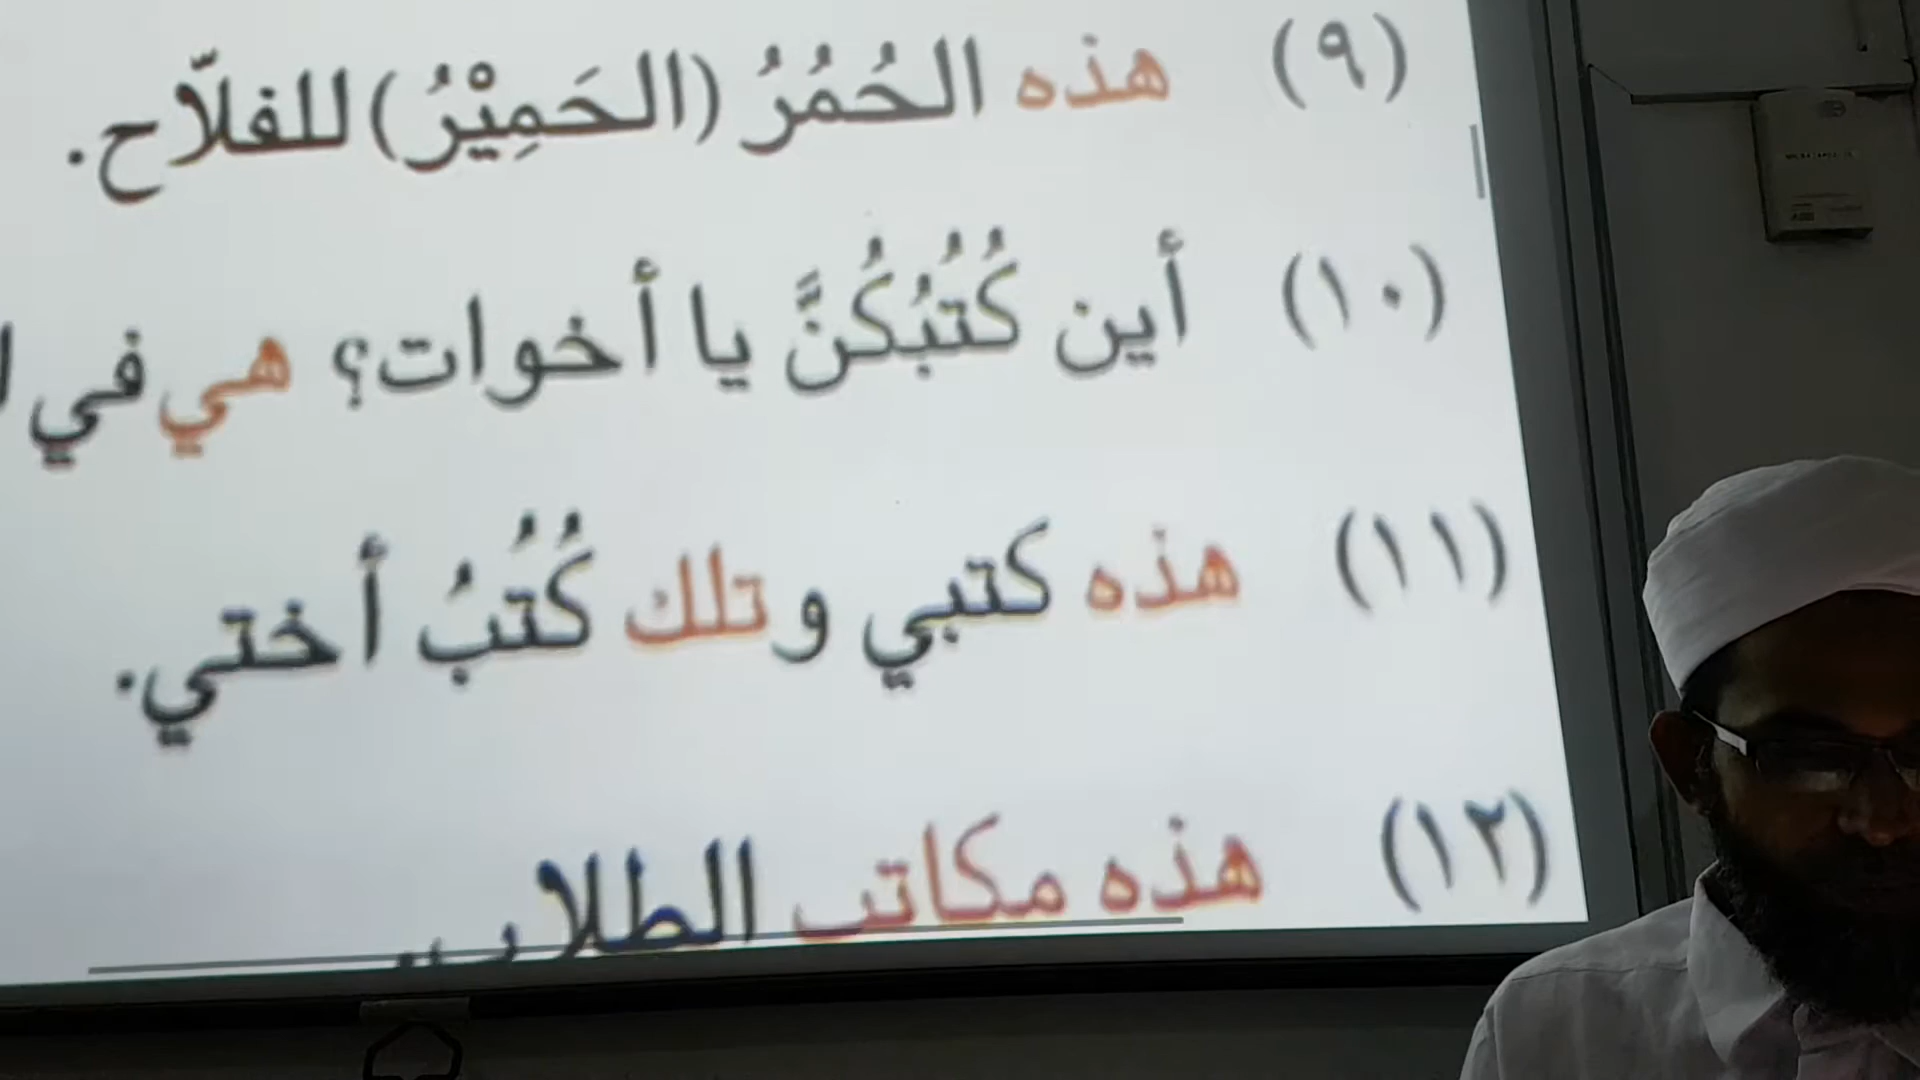 (٩) هذه الحُمُرُ (الحَمِيْرُ) للفلاّح.
(١٠) أين كُتُبُكُنَّ يا أخوات؟ هي في
(١١) هذه كتبي وتلك كُتُبُ أختي.
(١٢) هذه مكاتب الطلاب.